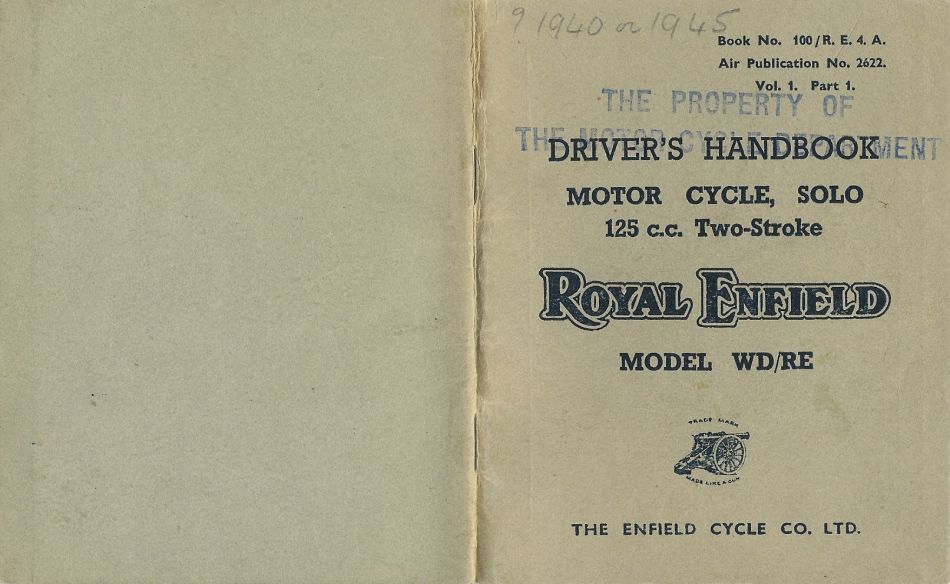 ? 1940 or 1945
Book No. 100/R. E. 4. A.
Air Publication No. 2622.
Vol. 1. Part 1.
THE PROPERTY OF
THE MOTOR CYCLE DEPARTMENT
DRIVER'S HANDBOOK
MOTOR CYCLE, SOLO
125 c.c. Two-Stroke
ROYAL ENFIELD
MODEL WD/RE
TRADE MARK
MADE LIKE A GUN
THE ENFIELD CYCLE CO. LTD.